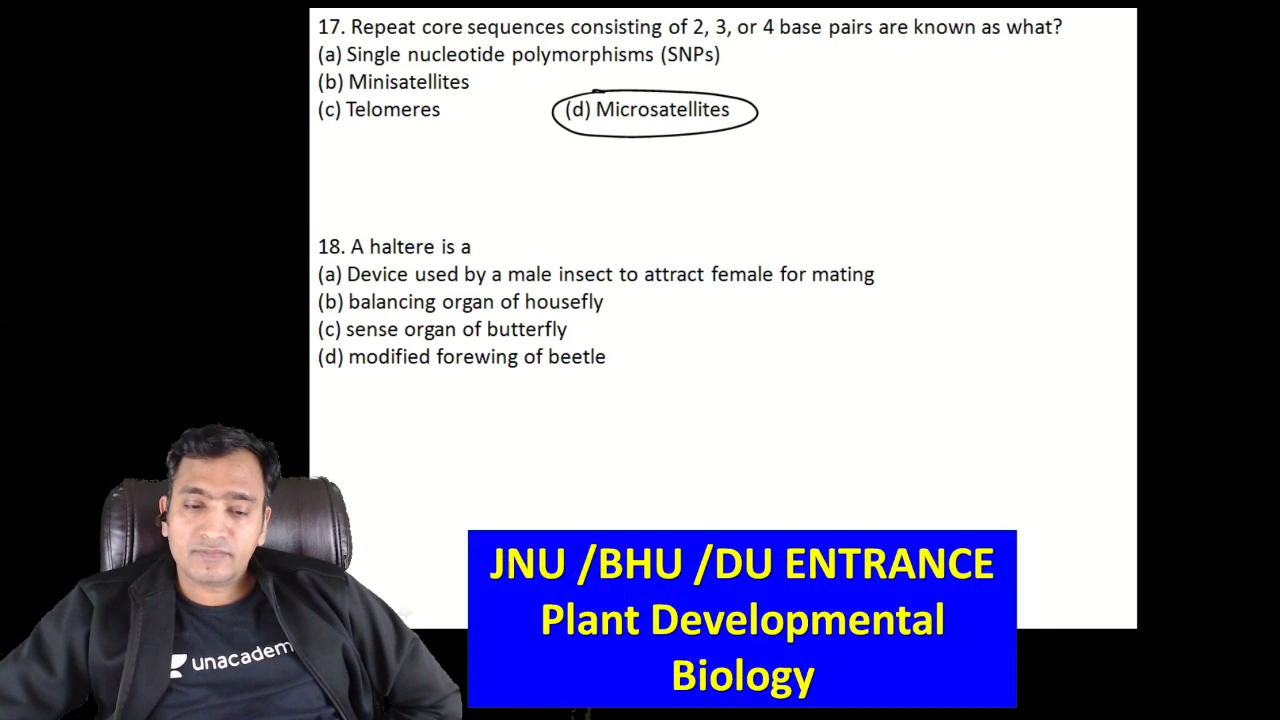 17. Repeat core sequences consisting of 2, 3, or 4 base pairs are known as what?
(a) Single nucleotide polymorphisms (SNPs)
(b) Minisatellites
(c) Telomeres (d) Microsatellites
18. A haltere is a
(a) Device used by a male insect to attract female for mating
(b) balancing organ of housefly
(c) sense organ of butterfly
(d) modified forewing of beetle
JNU /BHU /DU ENTRANCE
Plant Developmental
Biology
unacadem